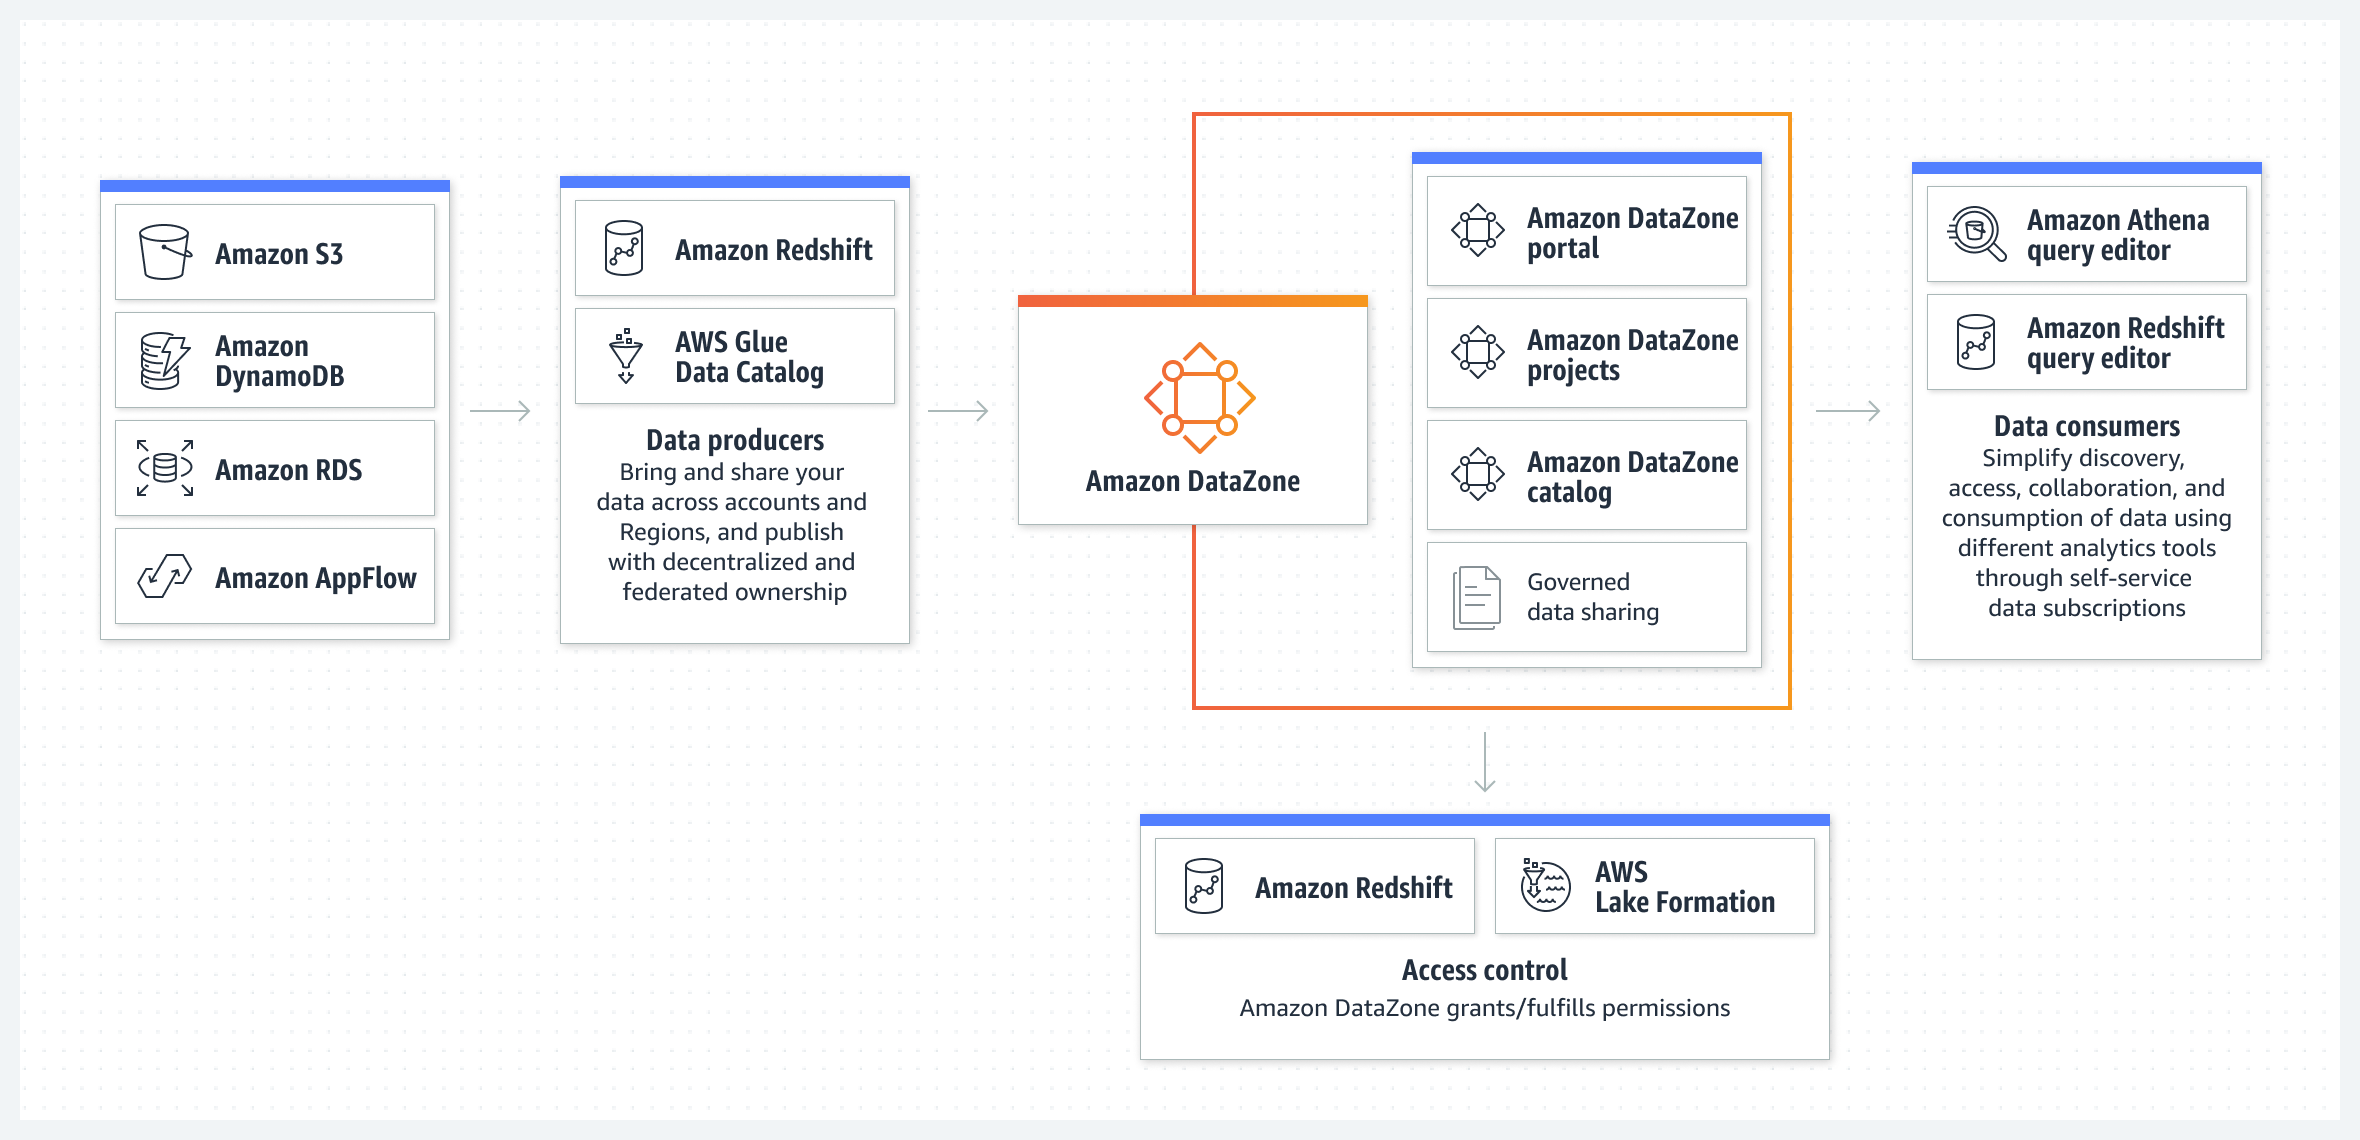 Amazon S3
Amazon
DynamoDB
Amazon RDS
Amazon AppFlow
Amazon Redshift
AWS Glue
Data Catalog
Data producers
Bring and share your
data across accounts and
Regions, and publish
with decentralized and
federated ownership
Amazon DataZone
Amazon DataZone
portal
Amazon DataZone
projects
Amazon DataZone
catalog
Governed
data sharing
Amazon Athena
query editor
Amazon Redshift
query editor
Data consumers
Simplify discovery,
access, collaboration, and
consumption of data using
different analytics tools
through self-service
data subscriptions
Amazon Redshift
AWS
Lake Formation
Access control
Amazon DataZone grants/fulfills permissions